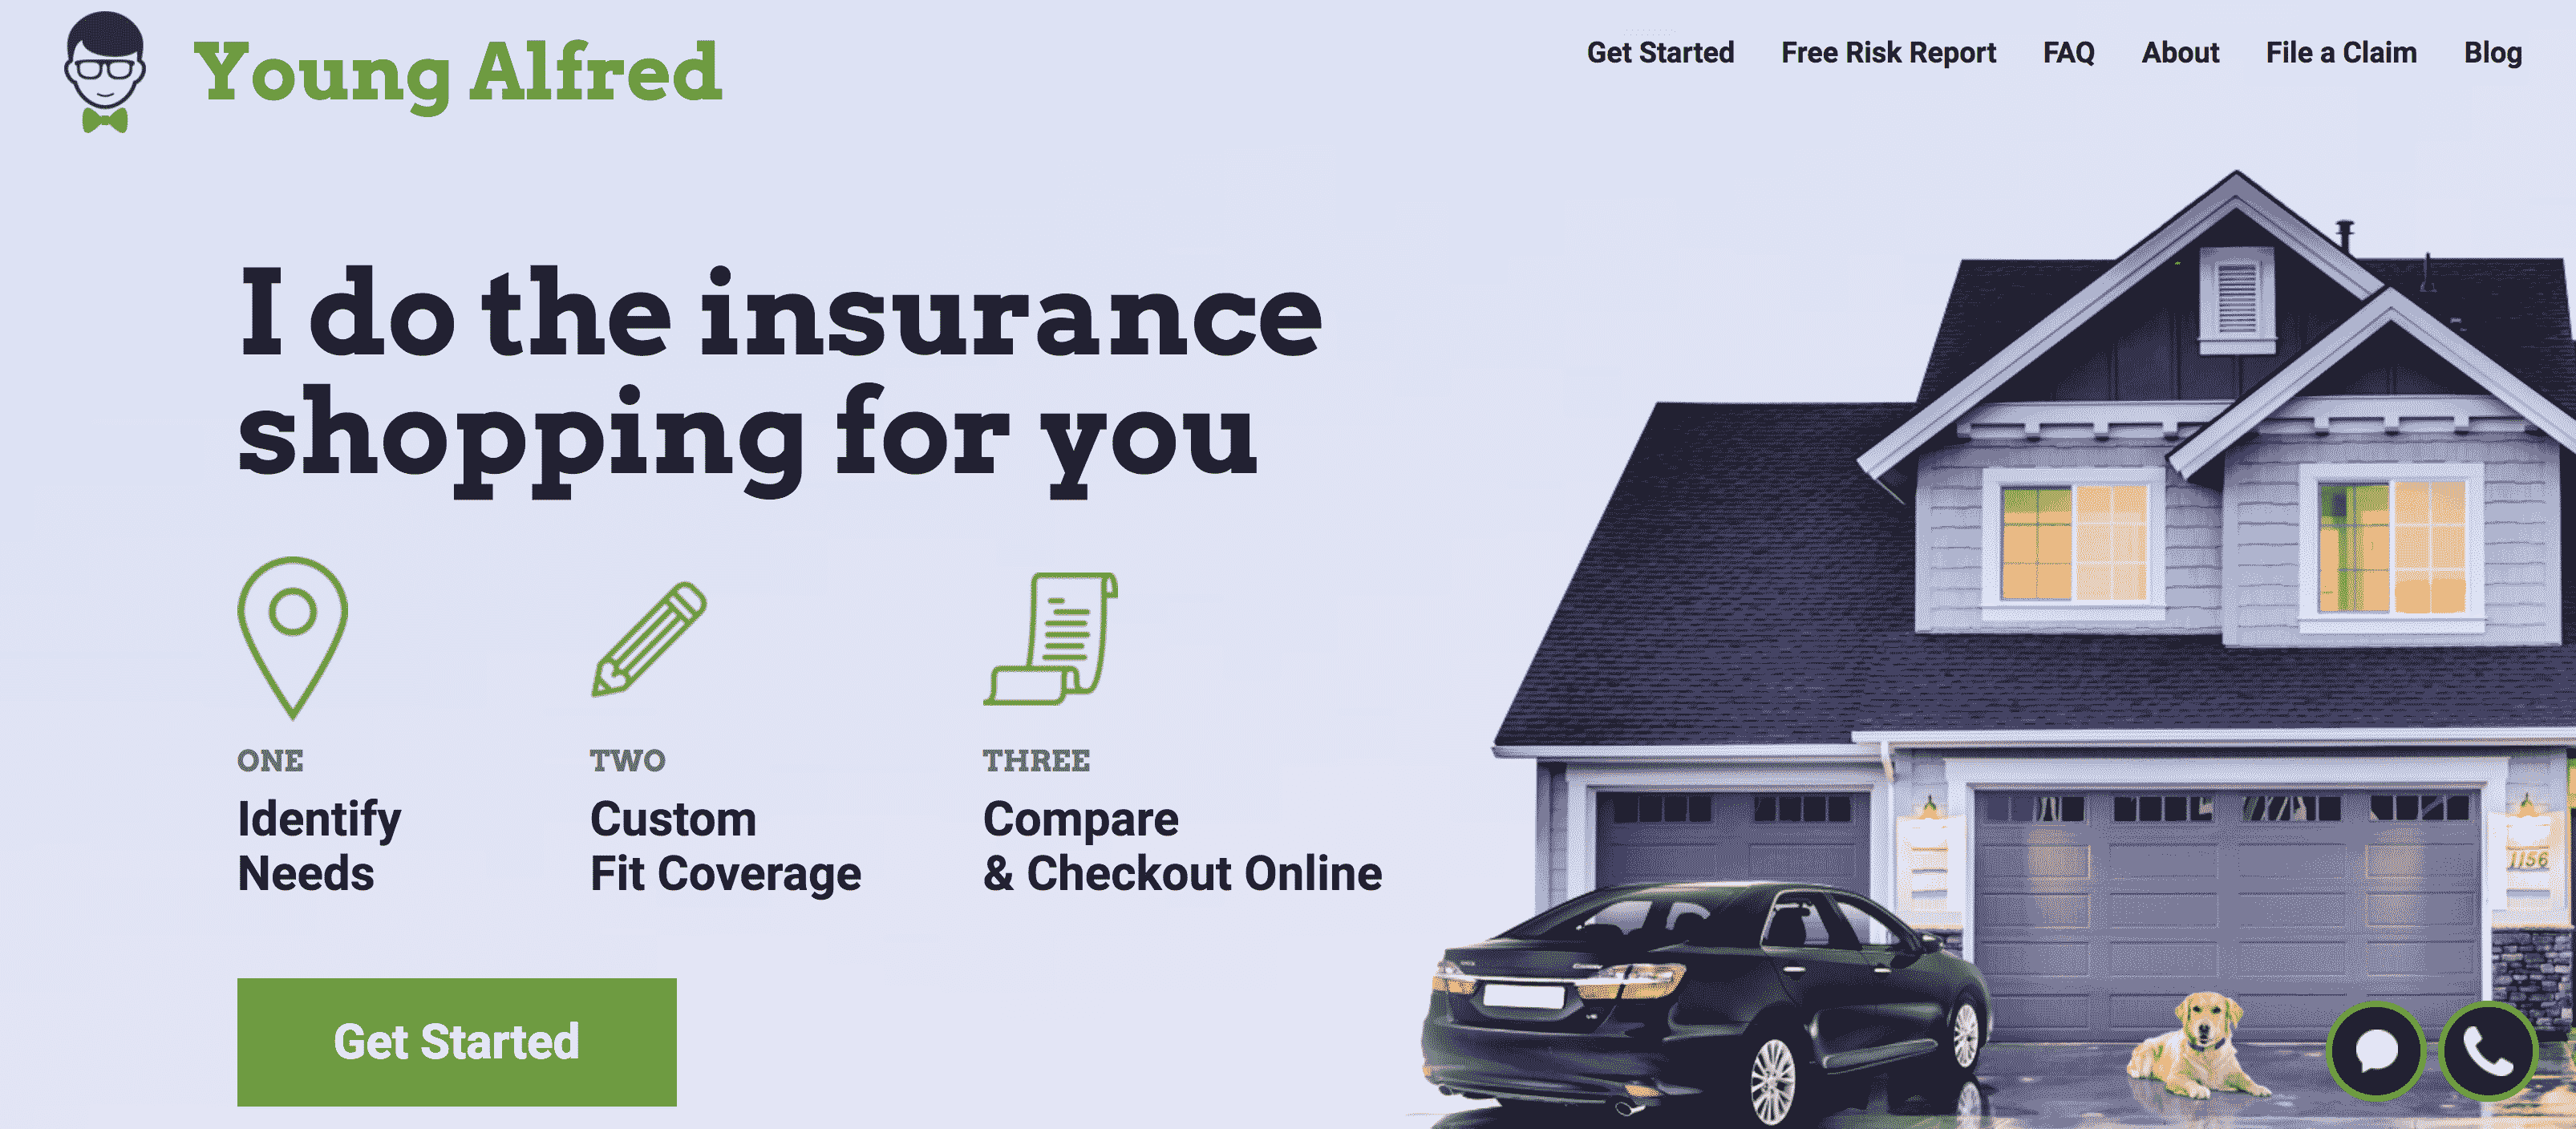 Young Alfred
Get Started
Free Risk Report
FAQ
About
File a Claim
Blog
I do the insurance
shopping for you
ONE
Identify
Needs
TWO
Custom
Fit Coverage
THREE
Compare
& Checkout Online
Get Started
1156